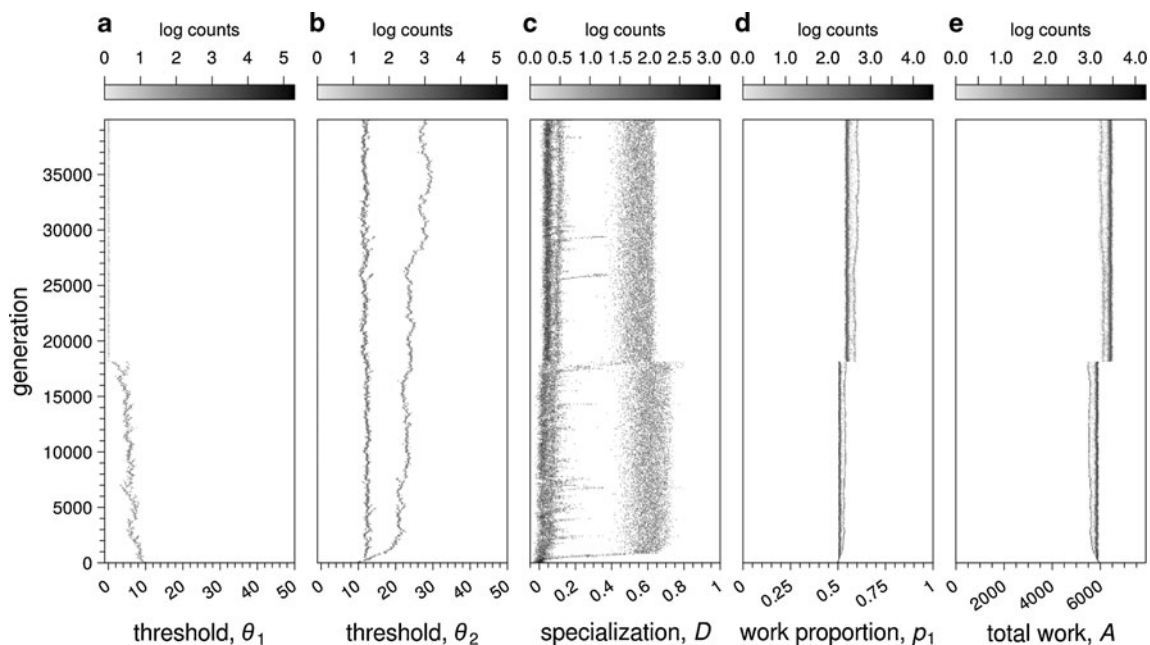 a b c d e
log counts log counts log counts log counts log counts
0 1 2 3 4 5 0 1 2 3 4 5 0.0 0.5 1.0 1.5 2.0 2.5 3.0 0.0 1.0 2.0 3.0 4.0 0.0 1.0 2.0 3.0 4.0
35000
30000
25000
20000
15000
10000
5000
0
generation
0 10 20 30 40 50 0 10 20 30 40 50 0 0.2 0.4 0.6 0.8 1 0 0.25 0.5 0.75 1 0 2000 4000 6000
threshold, θ1 threshold, θ2 specialization, D work proportion, p1 total work, A